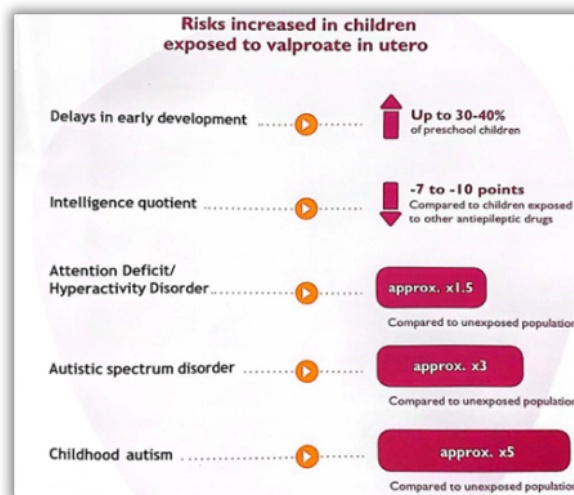 Risks increased in children
exposed to valproate in utero
Delays in early development
Up to 30-40%
of preschool children
Intelligence quotient
-7 to -10 points
Compared to children exposed
to other antiepileptic drugs
Attention Deficit/
Hyperactivity Disorder
approx. x1.5
Compared to unexposed population
Autistic spectrum disorder
approx. x3
Compared to unexposed population
Childhood autism
approx. x5
Compared to unexposed population